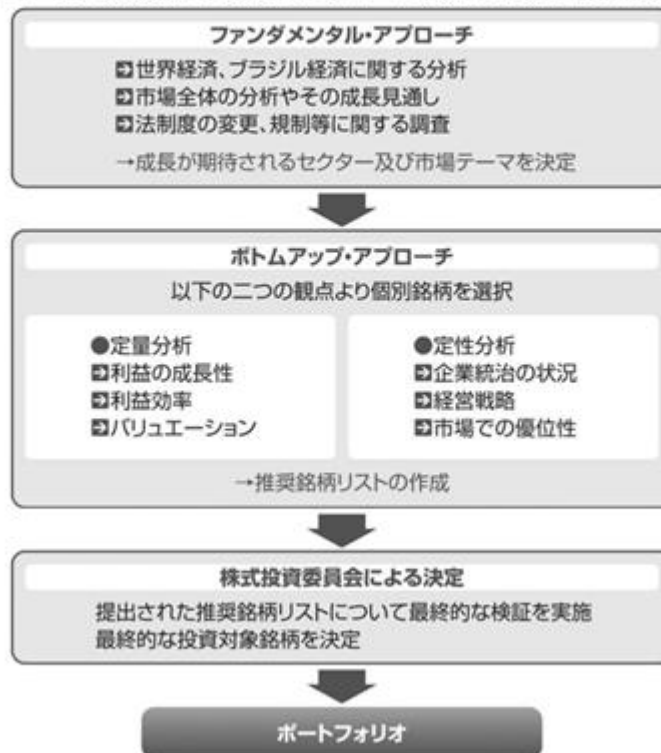 ファンダメンタル・アプローチ
➡世界経済、ブラジル経済に関する分析
➡市場全体の分析やその成長見通し
➡法制度の変更、規制等に関する調査
→成長が期待されるセクター及び市場テーマを決定
ボトムアップ・アプローチ
以下の二つの観点より個別銘柄を選択
●定量分析
➡利益の成長性
➡利益効率
➡バリュエーション
●定性分析
➡企業統治の状況
➡経営戦略
➡市場での優位性
→推奨銘柄リストの作成
株式投資委員会による決定
提出された推奨銘柄リストについて最終的な検証を実施
最終的な投資対象銘柄を決定
ポートフォリオ